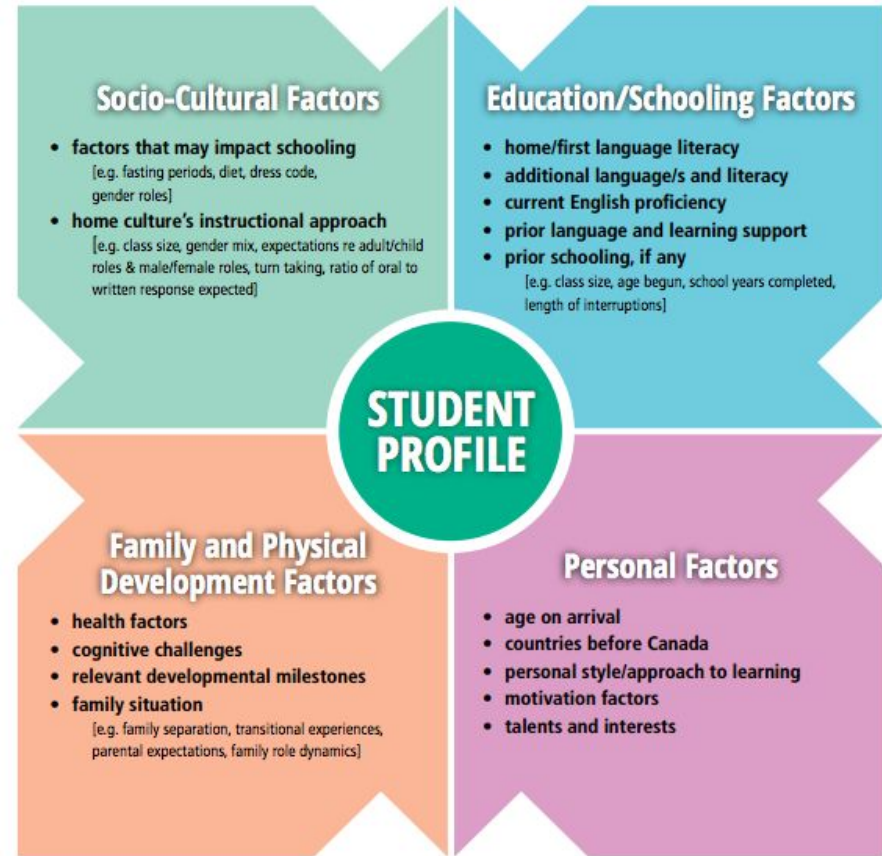 Socio-Cultural Factors
• factors that may impact schooling
[e.g. fasting periods, diet, dress code,
gender roles]
• home culture's instructional approach
[e.g. class size, gender mix, expectations re adult/child
roles & male/female roles, turn taking, ratio of oral to
written response expected]
Education/Schooling Factors
• home/first language literacy
• additional language/s and literacy
• current English proficiency
• prior language and learning support
• prior schooling, if any
[e.g. class size, age begun, school years completed,
length of interruptions]
STUDENT
PROFILE
Family and Physical
Development Factors
• health factors
• cognitive challenges
• relevant developmental milestones
• family situation
[e.g. family separation, transitional experiences,
parental expectations, family role dynamics]
Personal Factors
• age on arrival
• countries before Canada
• personal style/approach to learning
• motivation factors
• talents and interests